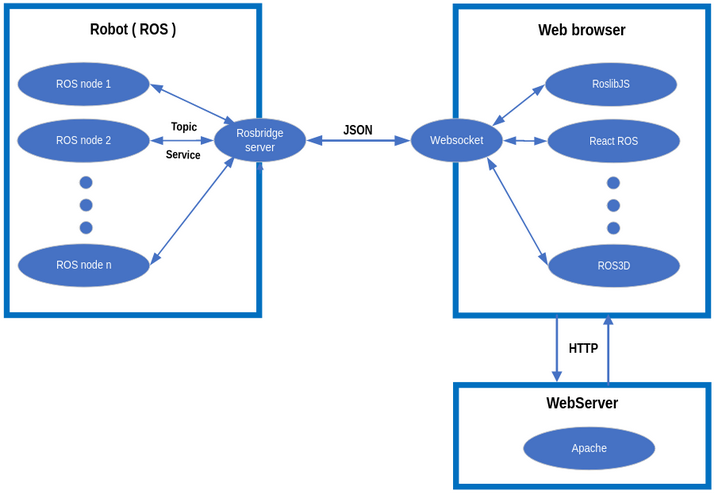 Robot ( ROS )
ROS node 1
ROS node 2
ROS node n
Topic
Service
Rosbridge
server
JSON
Web browser
Websocket
RoslibJS
React ROS
ROS3D
HTTP
WebServer
Apache